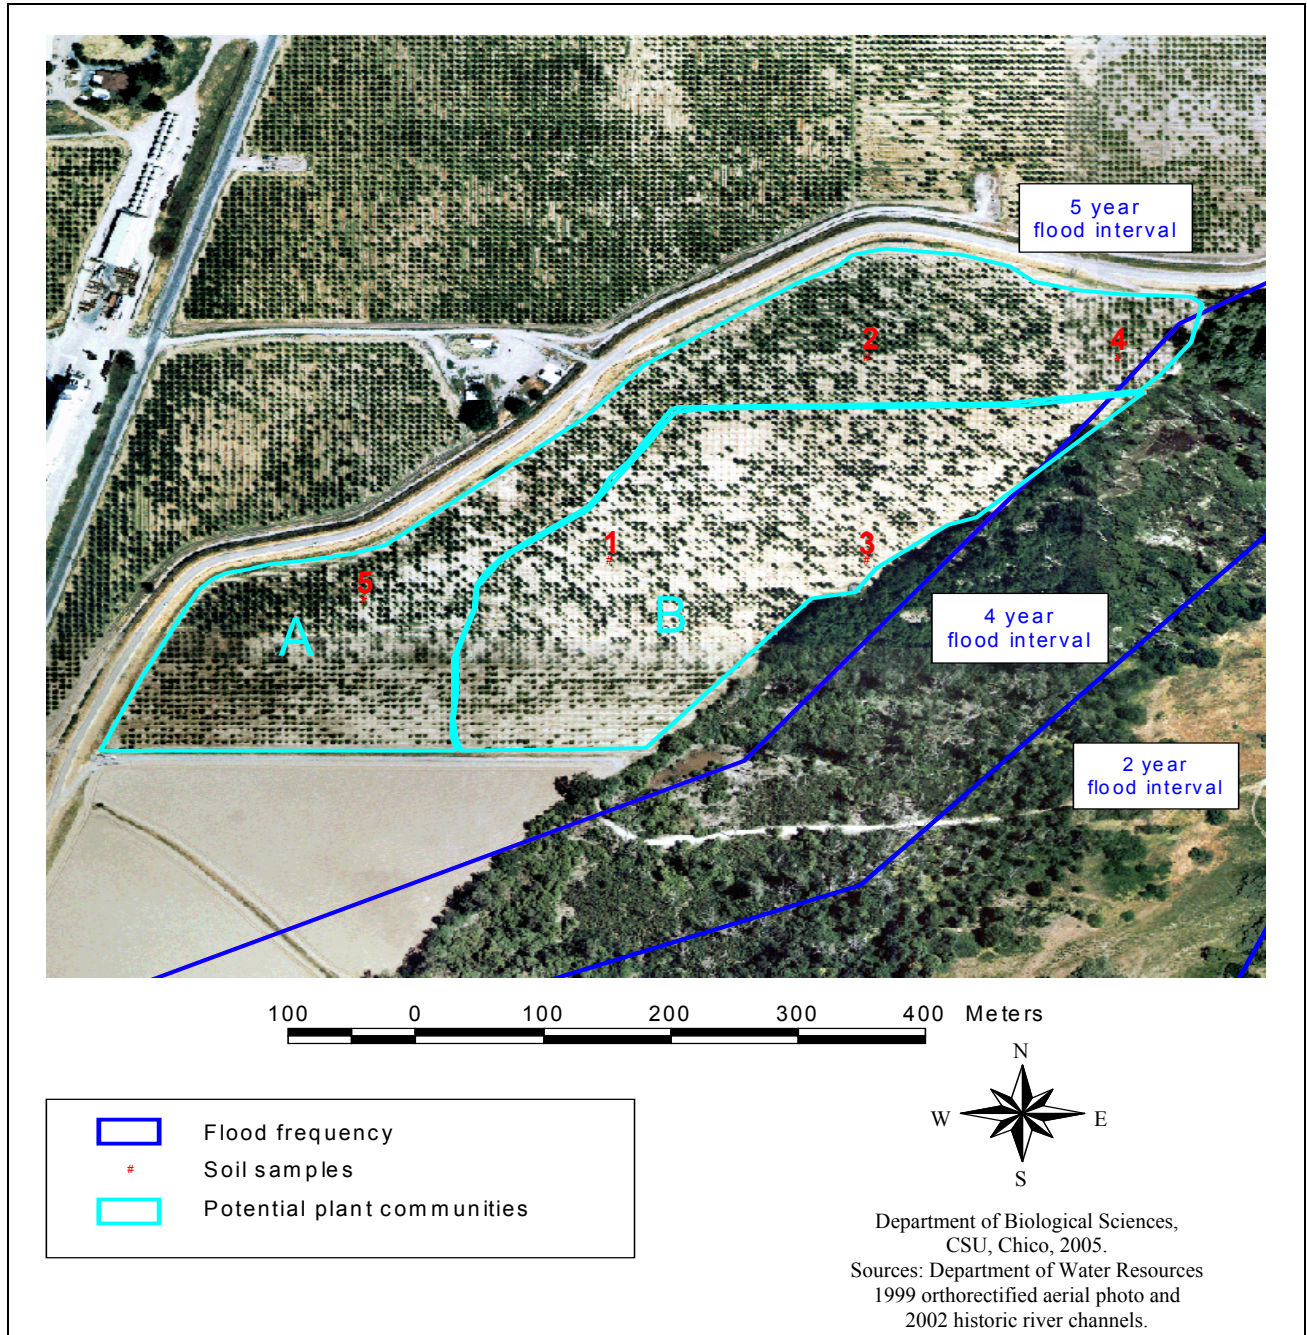 5 year
flood interval
2
4
1
3
5
A
B
4 year
flood interval
2 year
flood interval
100 0 100 200 300 400 Meters
N
W E
S
Flood frequency
# Soil samples
Potential plant communities
Department of Biological Sciences,
CSU, Chico, 2005.
Sources: Department of Water Resources
1999 orthorectified aerial photo and
2002 historic river channels.